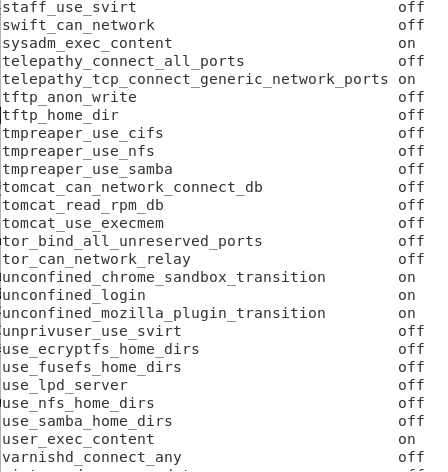 staff_use_svirt off
swift_can_network off
sysadm_exec_content on
telepathy_connect_all_ports off
telepathy_tcp_connect_generic_network_ports on
tftp_anon_write off
tftp_home_dir off
tmpreaper_use_cifs off
tmpreaper_use_nfs off
tmpreaper_use_samba off
tomcat_can_network_connect_db off
tomcat_read_rpm_db off
tomcat_use_execmem off
tor_bind_all_unreserved_ports off
tor_can_network_relay off
unconfined_chrome_sandbox_transition on
unconfined_login on
unconfined_mozilla_plugin_transition on
unprivuser_use_svirt off
use_ecryptfs_home_dirs off
use_fusefs_home_dirs off
use_lpd_server off
use_nfs_home_dirs off
use_samba_home_dirs off
user_exec_content on
varnishd_connect_any off